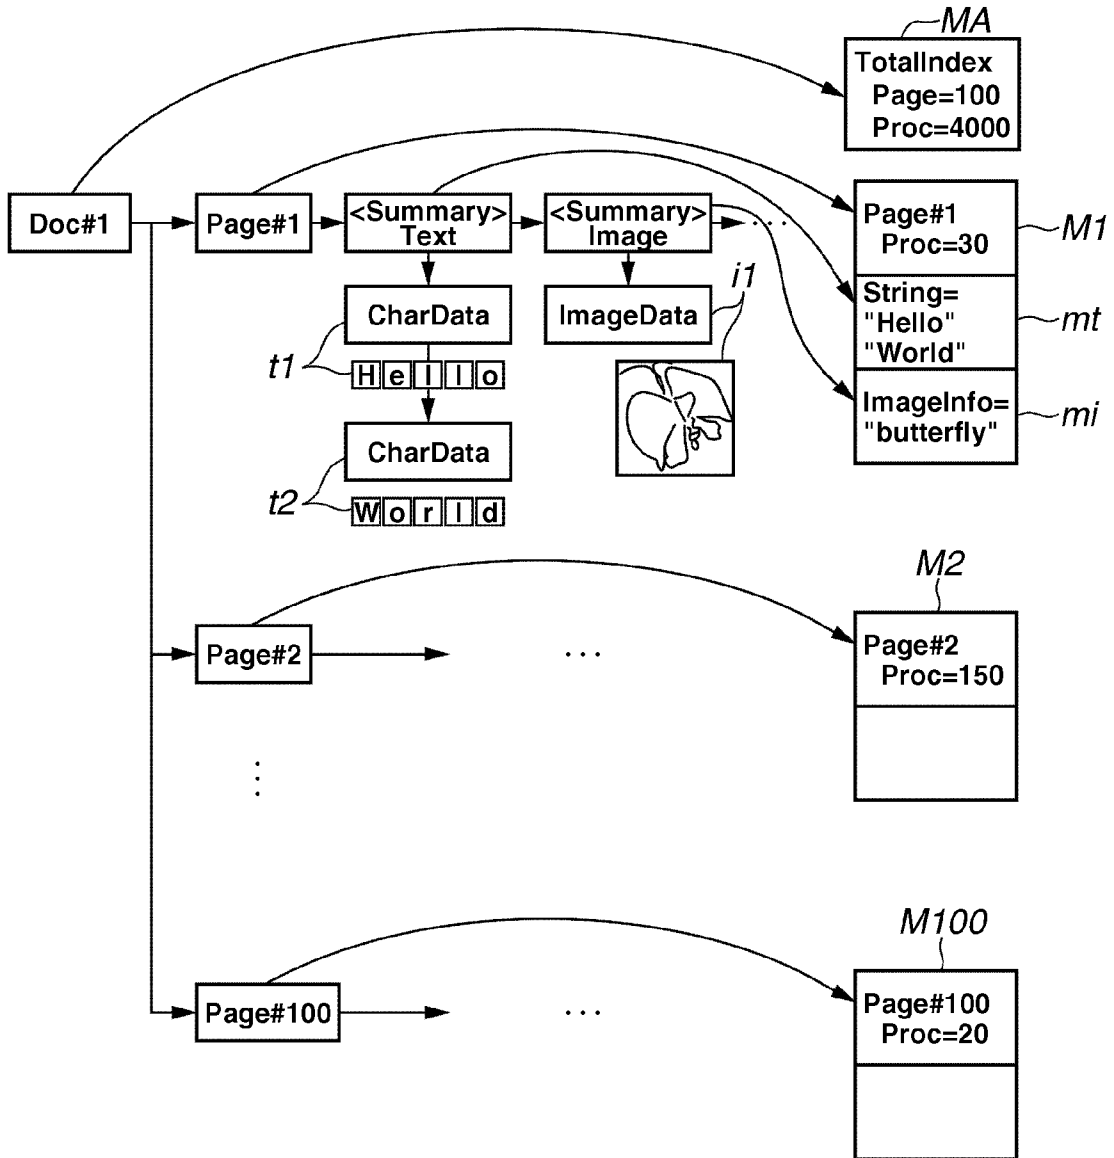 MA
TotalIndex
Page=100
Proc=4000
Doc#1
Page#1
<Summary>
Text
<Summary>
Image
. . .
Page#1
Proc=30
M1
CharData
ImageData
i1
String=
"Hello"
"World"
mt
t1
H e l l o
ImageInfo=
"butterfly"
mi
CharData
t2
W o r l d
M2
Page#2
. . .
Page#2
Proc=150
M100
Page#100
. . .
Page#100
Proc=20